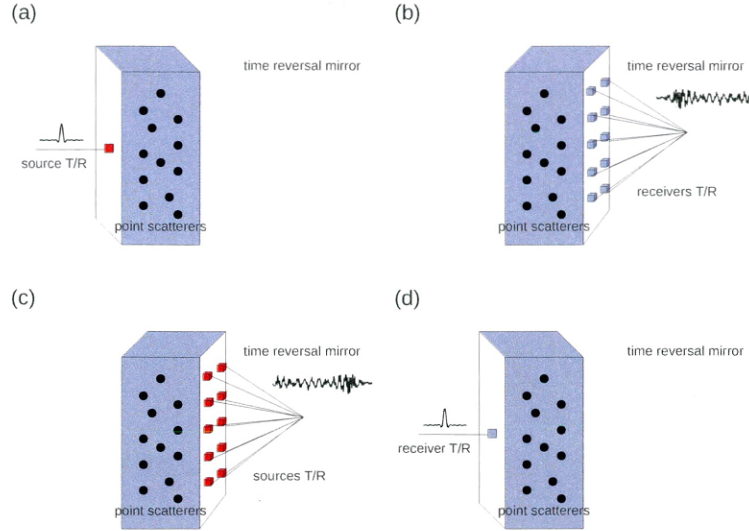 (a)
time reversal mirror
source T/R
point scatterers
(b)
time reversal mirror
receivers T/R
point scatterers
(c)
time reversal mirror
sources T/R
point scatterers
(d)
time reversal mirror
receiver T/R
point scatterers